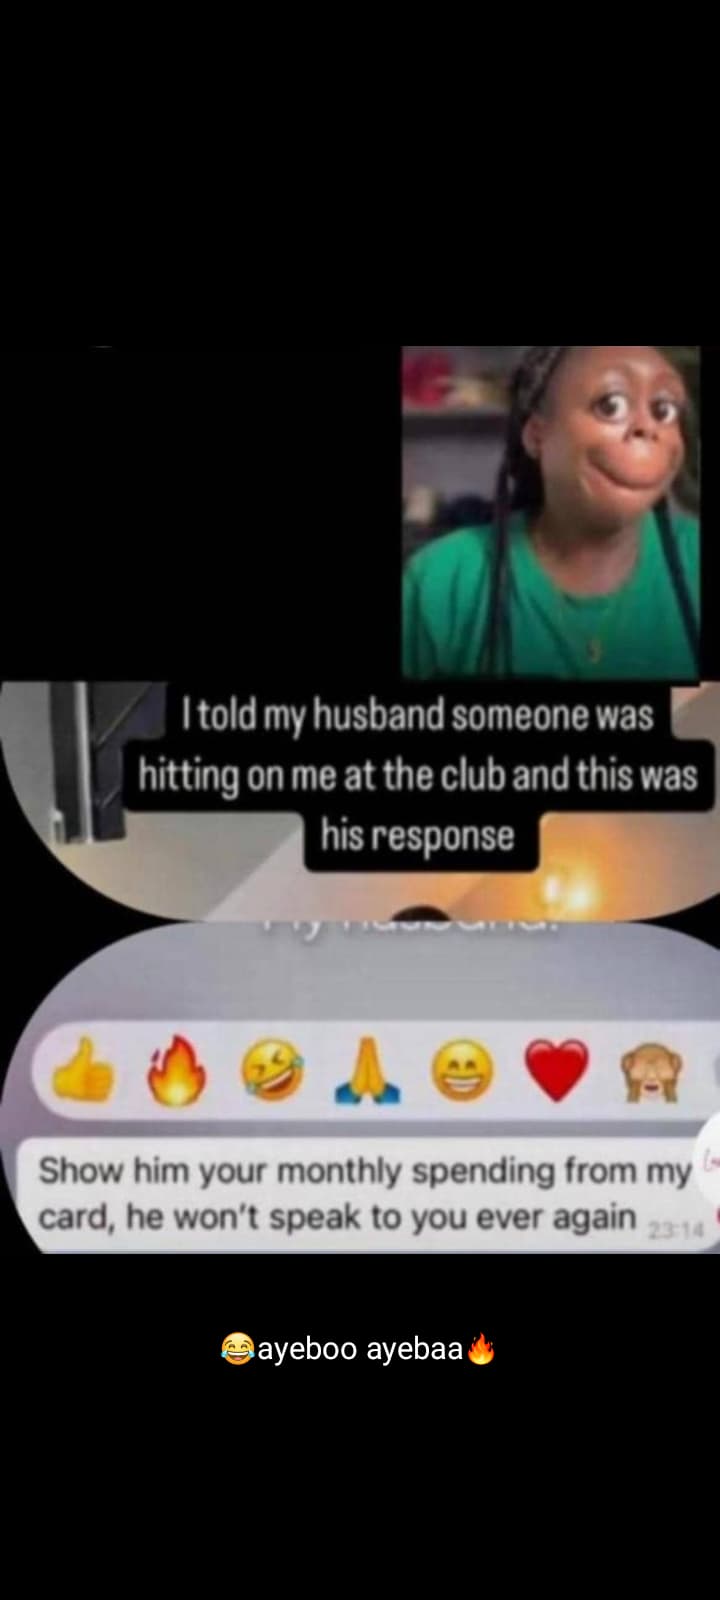 I told my husband someone was
hitting on me at the club and this was
his response
Show him your monthly spending from my
card, he won't speak to you ever again 23:14
😂ayeboo ayebaa🔥